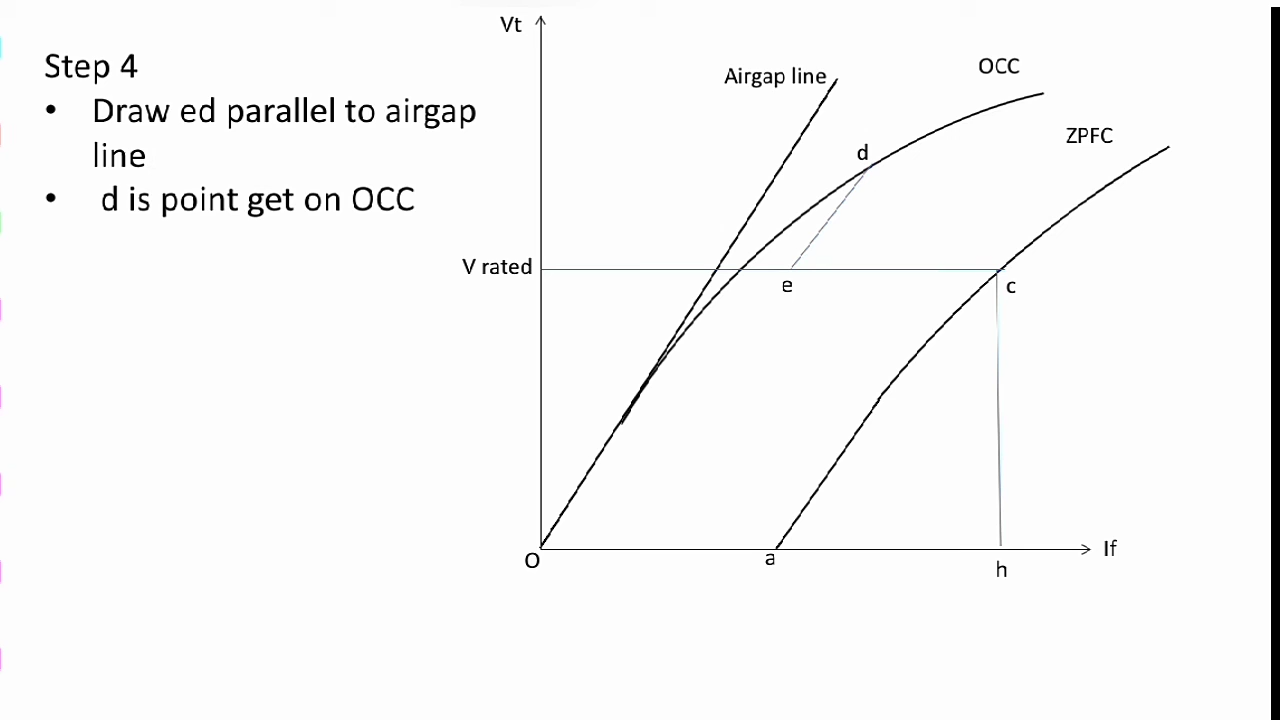 Step 4
• Draw ed parallel to airgap
line
• d is point get on OCC
Vt
Airgap line
OCC
ZPFC
d
V rated
e
c
O
a
h
If